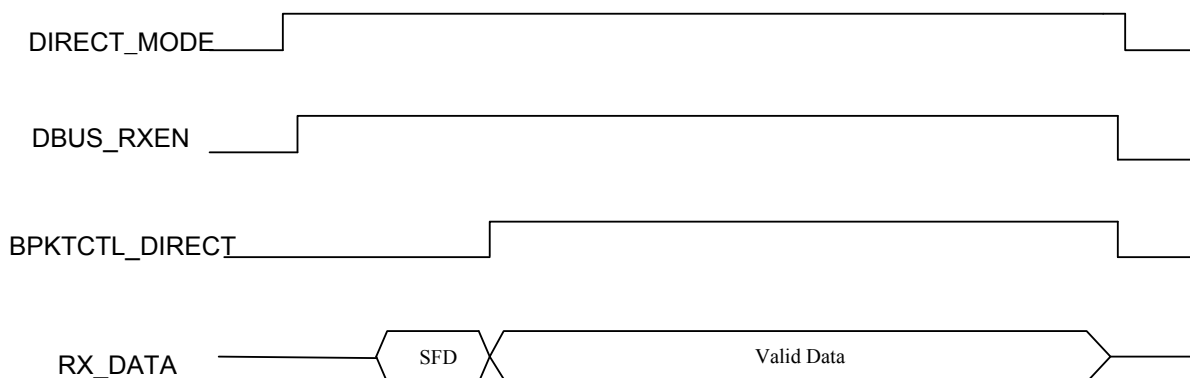 DIRECT_MODE
DBUS_RXEN
BPKTCTL_DIRECT
RX_DATA SFD Valid Data